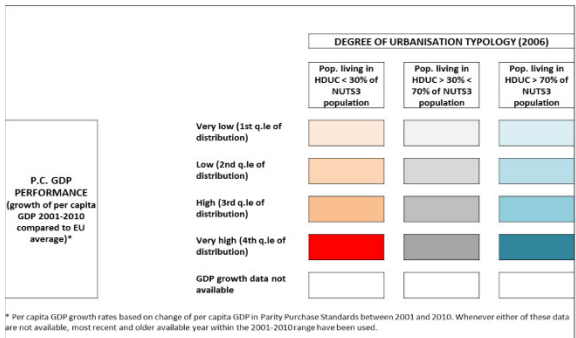 DEGREE OF URBANISATION TYPOLOGY (2006)
Pop. living in
HDUC < 30% of
NUTS3
population
Pop. living in
HDUC > 30% <
70% of NUTS3
population
Pop. living in
HDUC > 70% of
NUTS3
population
P.C. GDP
PERFORMANCE
(growth of per capita
GDP 2001-2010
compared to EU
average)*
Very low (1st q.le of
distribution)
Low (2nd q.le of
distribution)
High (3rd q.le of
distribution)
Very high (4th q.le of
distribution)
GDP growth data not
available
* Per capita GDP growth rates based on change of per capita GDP in Parity Purchase Standards between 2001 and 2010. Whenever either of these data
are not available, most recent and older available year within the 2001-2010 range have been used.